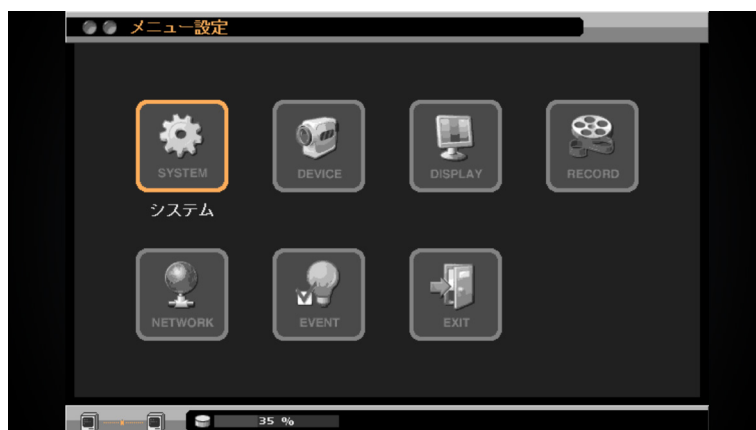 メニュー設定
SYSTEM
DEVICE
DISPLAY
RECORD
システム
NETWORK
EVENT
EXIT
35 %